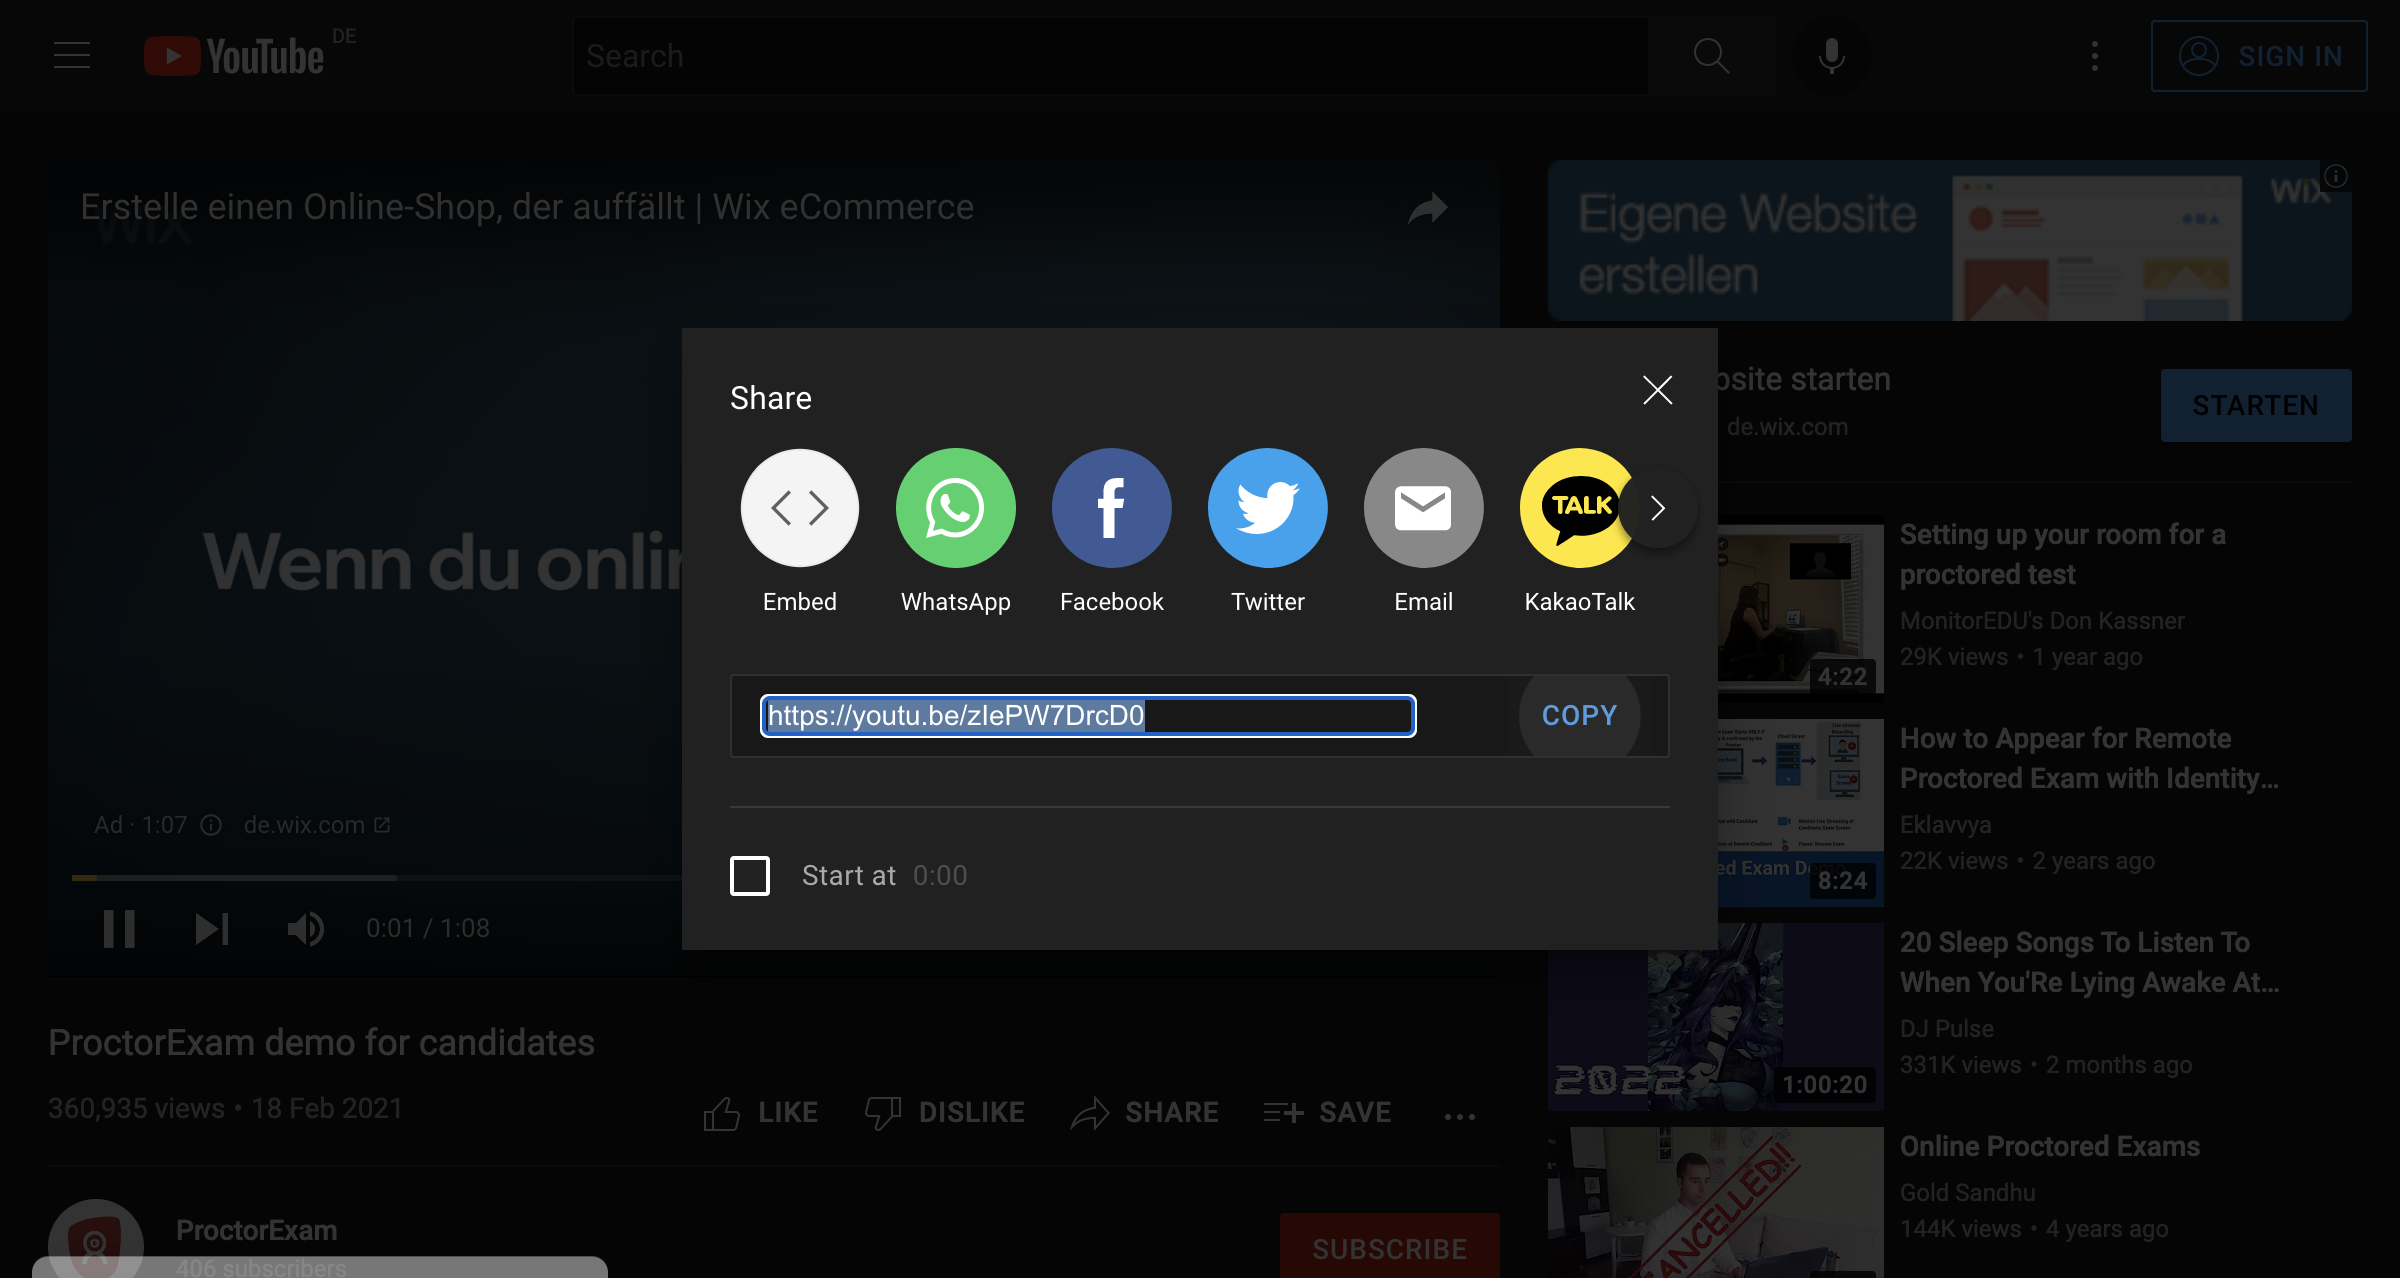 YouTube DE
Search
SIGN IN
Erstelle einen Online-Shop, der auffällt | Wix eCommerce
WiX
Wenn du onlin
Ad · 1:07
de.wix.com
0:01 / 1:08
Share
Embed
WhatsApp
Facebook
Twitter
TALK
Email
KakaoTalk
https://youtu.be/zIePW7DrcD0
COPY
Start at 0:00
ProctorExam demo for candidates
360,935 views • 18 Feb 2021
LIKE
DISLIKE
SHARE
SAVE
ProctorExam
406 subscribers
SUBSCRIBE
Eigene Website
erstellen
WiX
bsite starten
de.wix.com
STARTEN
Setting up your room for a
proctored test
MonitorEDU's Don Kassner
29K views • 1 year ago
4:22
How to Appear for Remote
Proctored Exam with Identity...
Eklavvya
22K views • 2 years ago
ed Exam De
8:24
20 Sleep Songs To Listen To
When You'Re Lying Awake At...
DJ Pulse
331K views • 2 months ago
2022
1:00:20
Online Proctored Exams
Gold Sandhu
144K views • 4 years ago
ANCELLED!!